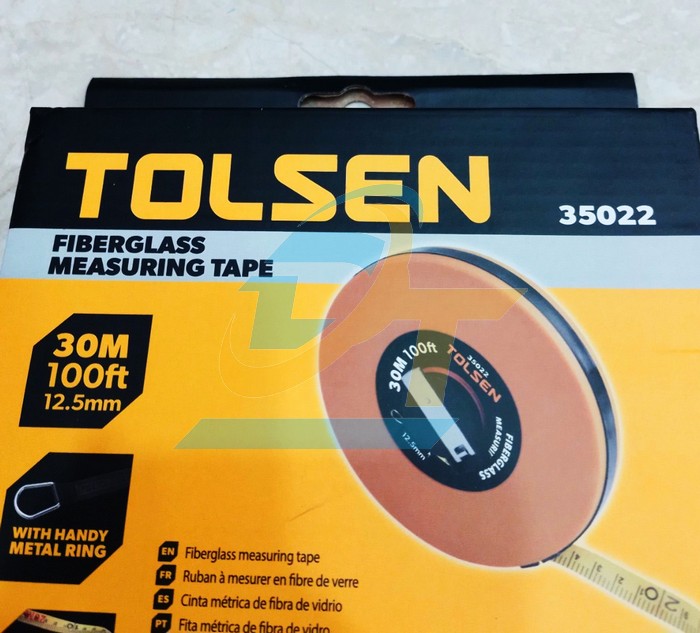 TOLSEN
35022
FIBERGLASS
MEASURING TAPE
30M
100ft
12.5mm
30M 100ft
TOLSEN
35022
FIBERGLASS
12.5mm
WITH HANDY
METAL RING
EN Fiberglass measuring tape
FR Ruban à mesurer en fibre de verre
ES Cinta métrica de fibra de vidrio
PT Fita métrica de fibra de vidro